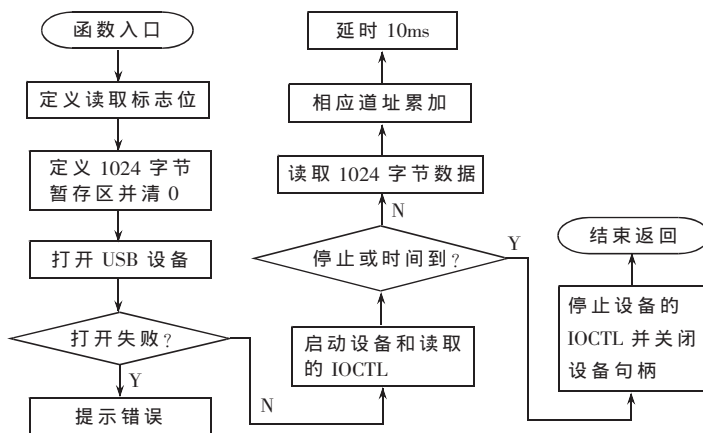 函数入口
定义读取标志位
定义 1024 字节
暂存区并清 0
打开 USB 设备
打开失败?
Y
提示错误
N
延时 10ms
相应道址累加
读取 1024 字节数据
N
停止或时间到?
Y
启动设备和读取
的 IOCTL
结束返回
停止设备的
IOCTL 并关闭
设备句柄